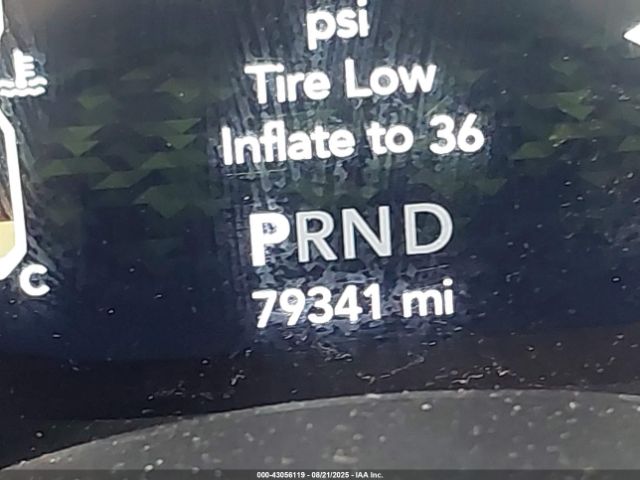 psi
Tire Low
Inflate to 36
PRND
79341 mi
C
000-43056119 - 08/21/2025 - IAA Inc.